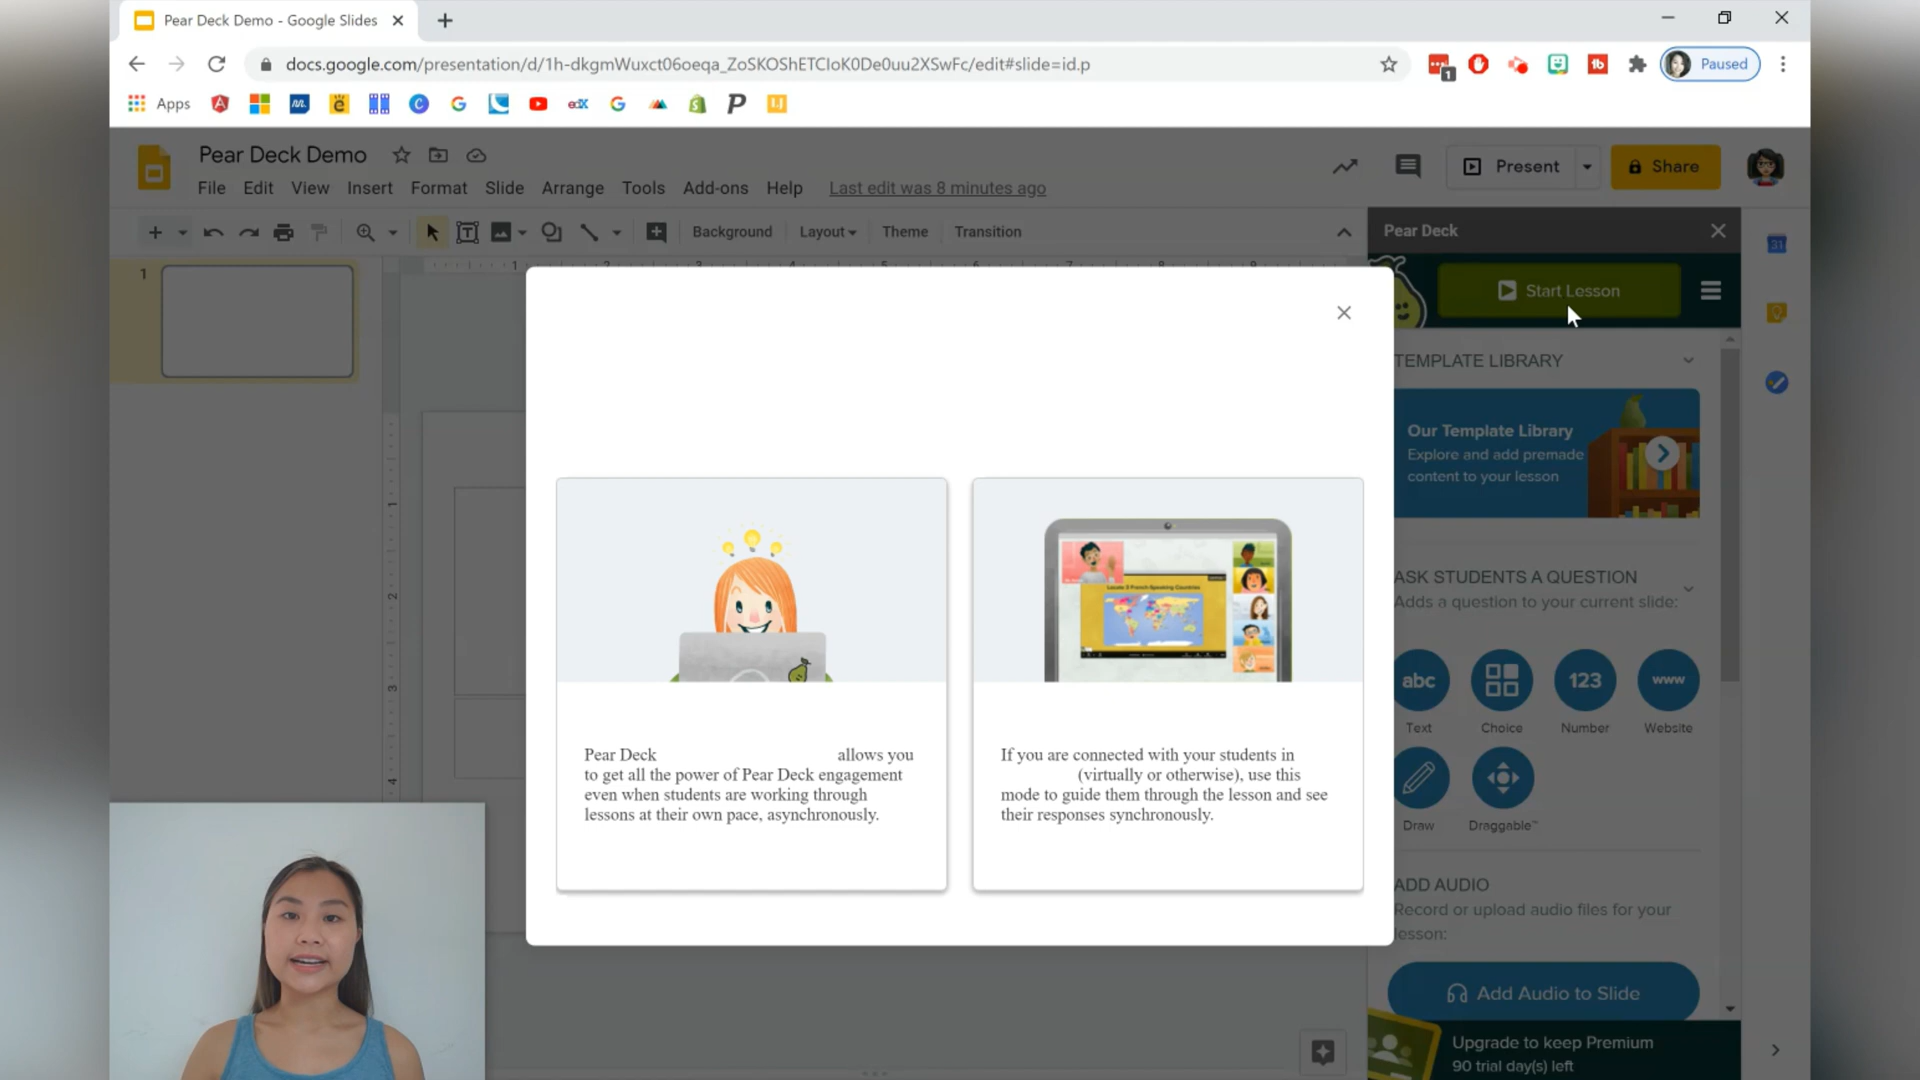 Pear Deck Demo - Google Slides
docs.google.com/presentation/d/1h-dkgmWuxct06oeqa_ZoSKOShETCIoK0De0uu2XSwFc/edit#slide=id.p
1
Paused
Apps
edX
Pear Deck Demo
Present
Share
File Edit View Insert Format Slide Arrange Tools Add-ons Help Last edit was 8 minutes ago
Background Layout Theme Transition
Pear Deck
Start Lesson
1
TEMPLATE LIBRARY
Our Template Library
Explore and add premade
content to your lesson
Pear Deck allows you
to get all the power of Pear Deck engagement
even when students are working through
lessons at their own pace, asynchronously.
If you are connected with your students in
(virtually or otherwise), use this
mode to guide them through the lesson and see
their responses synchronously.
ASK STUDENTS A QUESTION
Adds a question to your current slide:
abc 123 www
Text Choice Number Website
Draw Draggable™
ADD AUDIO
Record or upload audio files for your
lesson:
Add Audio to Slide
Upgrade to keep Premium
90 trial day(s) left